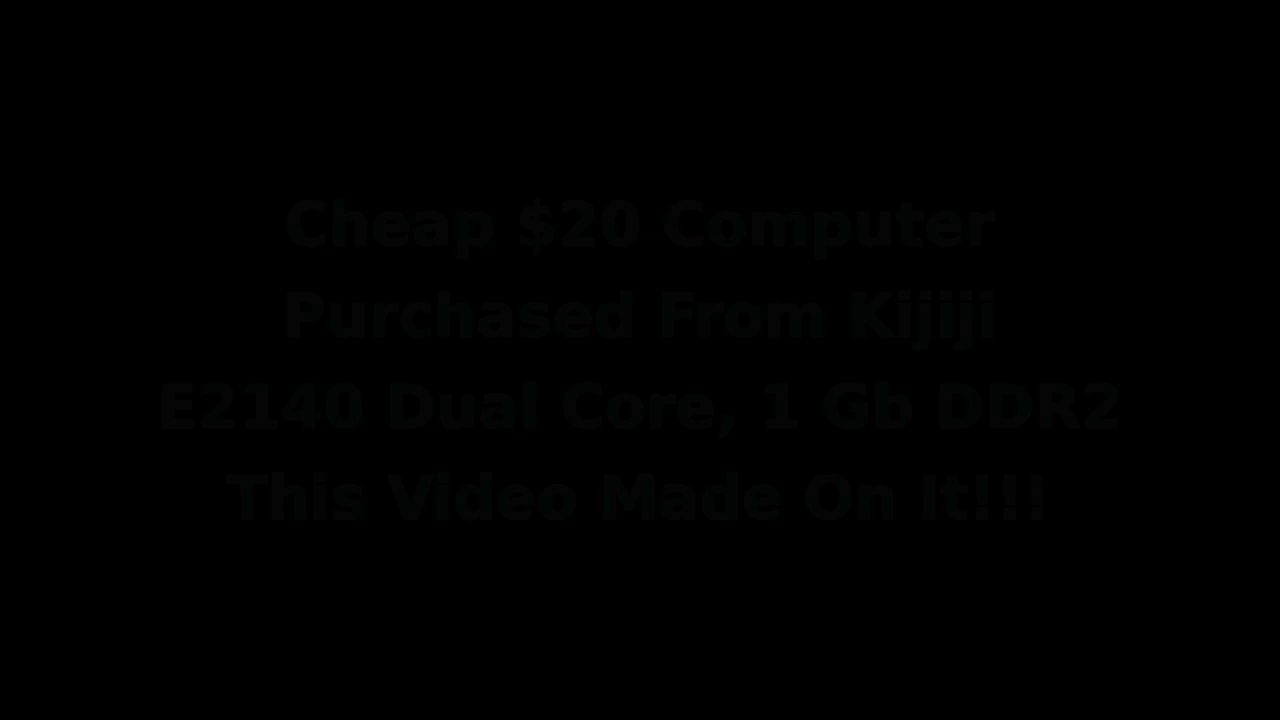 Cheap $20 Computer
Purchased From Kijiji
E2140 Dual Core, 1 Gb DDR2
This Video Made On It!!!